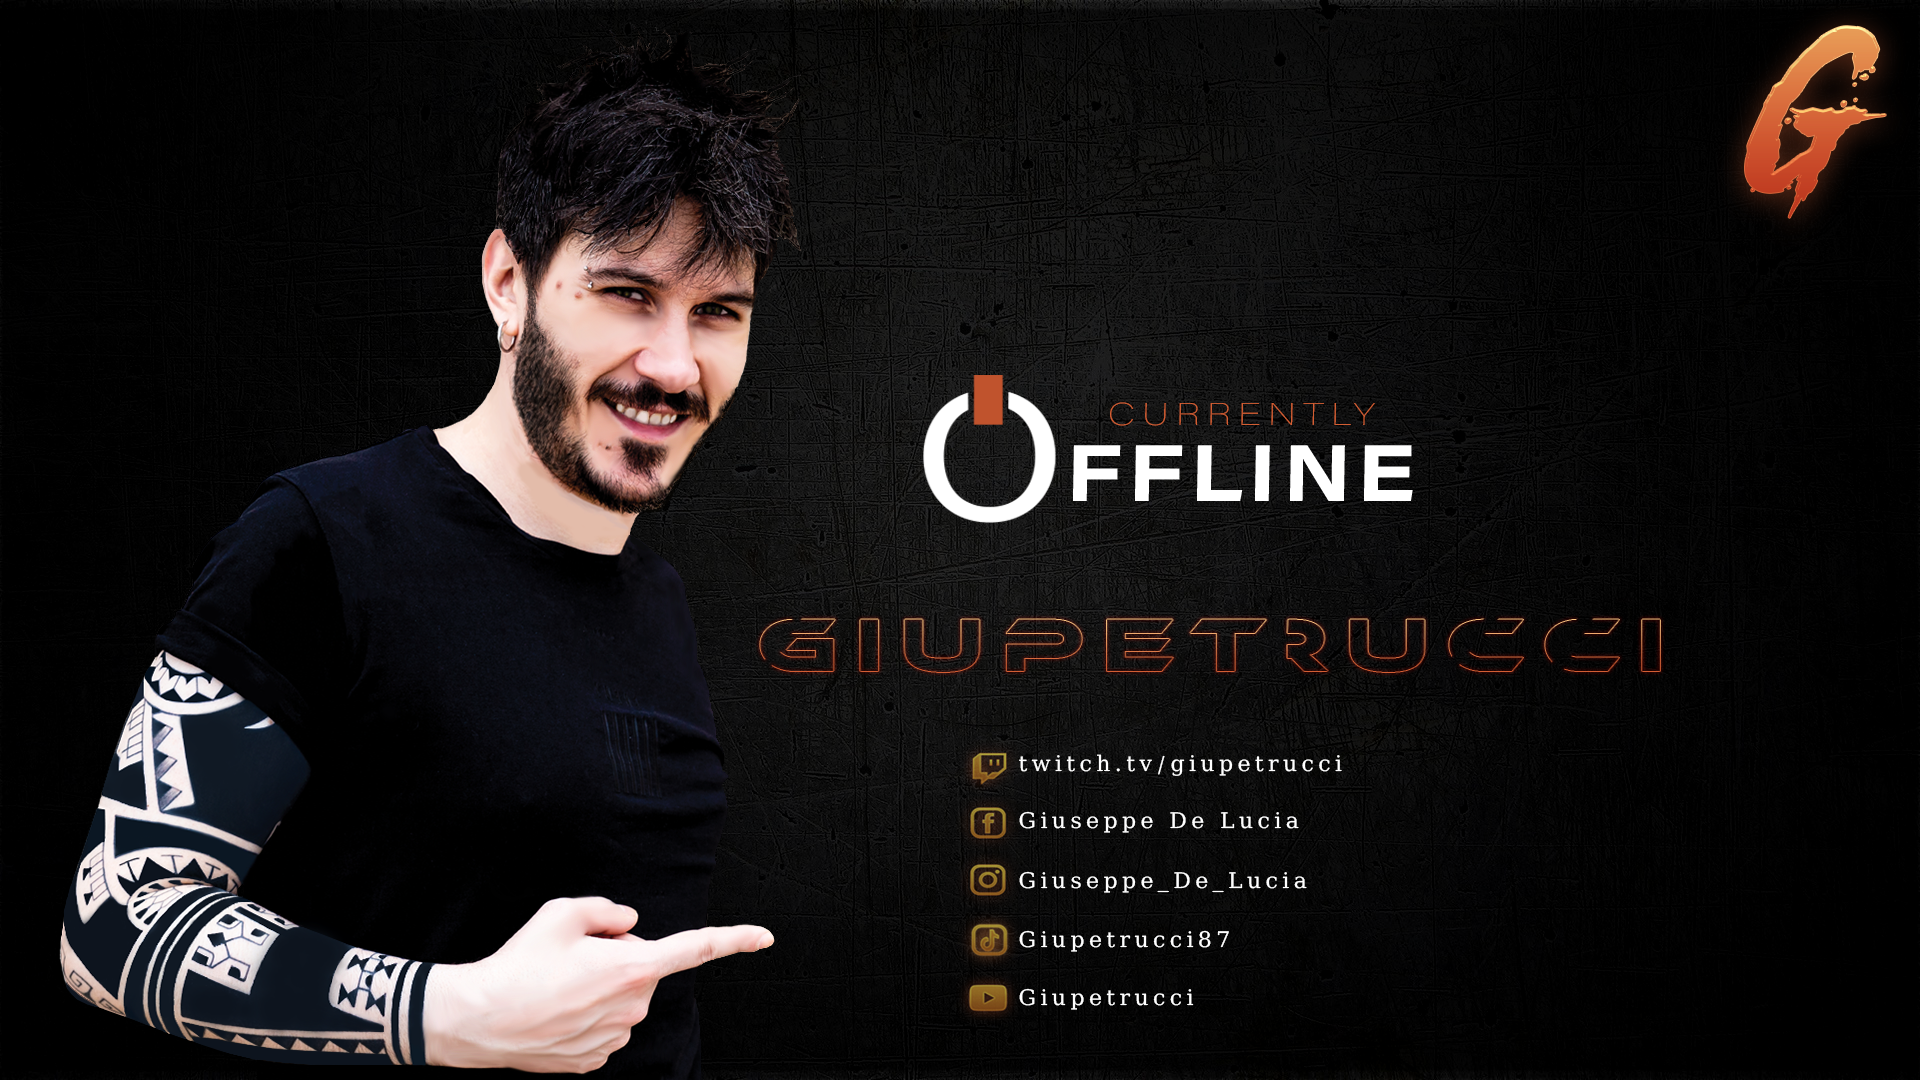 G
CURRENTLY
OFFLINE
GIUPETRUCCI
twitch.tv/giupetrucci
Giuseppe De Lucia
Giuseppe_De_Lucia
Giupetrucci87
Giupetrucci